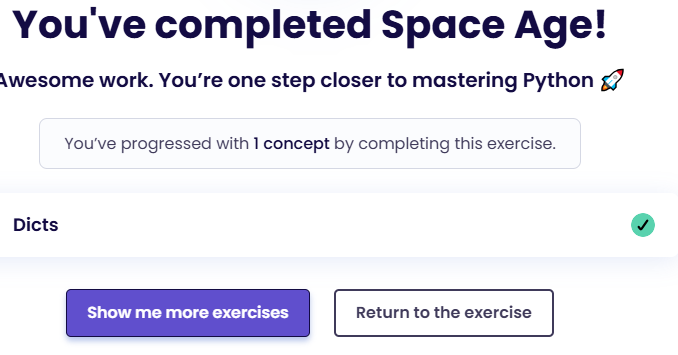 You've completed Space Age!
Awesome work. You’re one step closer to mastering Python 🚀
You’ve progressed with 1 concept by completing this exercise.
Dicts
Show me more exercises
Return to the exercise